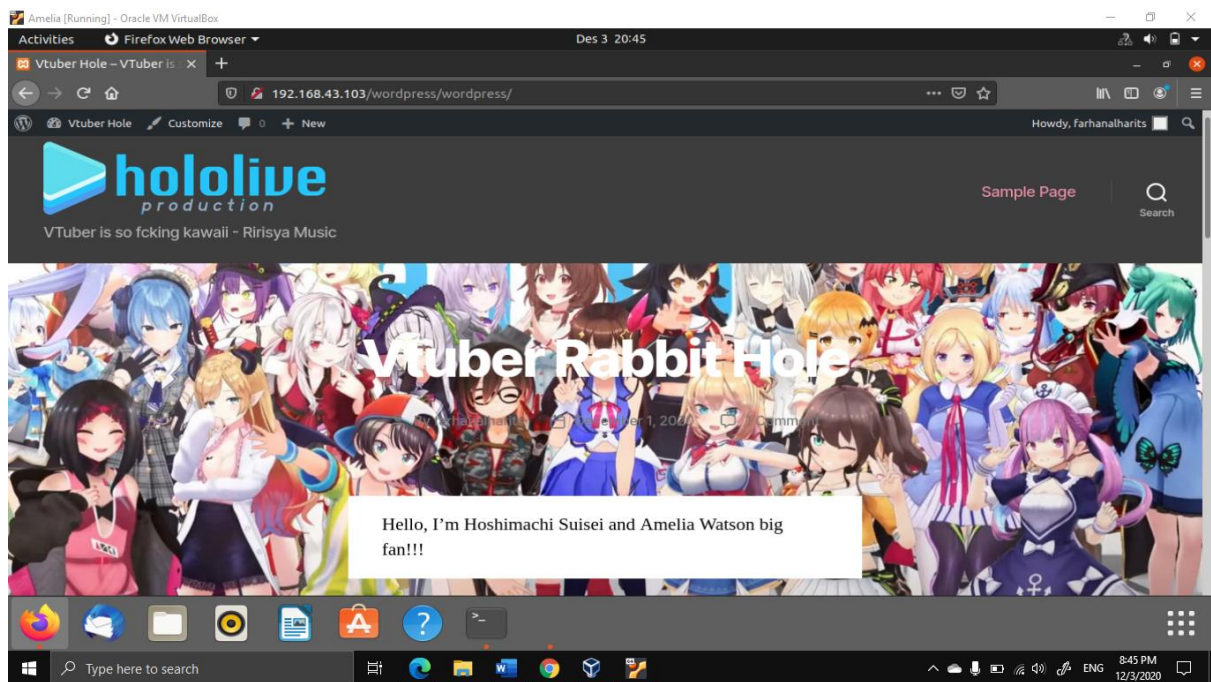 Amelia [Running] - Oracle VM VirtualBox
Activities Firefox Web Browser Des 3 20:45
Vtuber Hole – VTuber is
192.168.43.103/wordpress/wordpress/
Vtuber Hole Customize 0 New Howdy, farhanalharits
hololive
production
Sample Page
Search
VTuber is so fcking kawaii - Ririsya Music
Vtuber Rabbit Hole
1, 2020
Hello, I'm Hoshimachi Suisei and Amelia Watson big
fan!!!
Type here to search
ENG
8:45 PM
12/3/2020